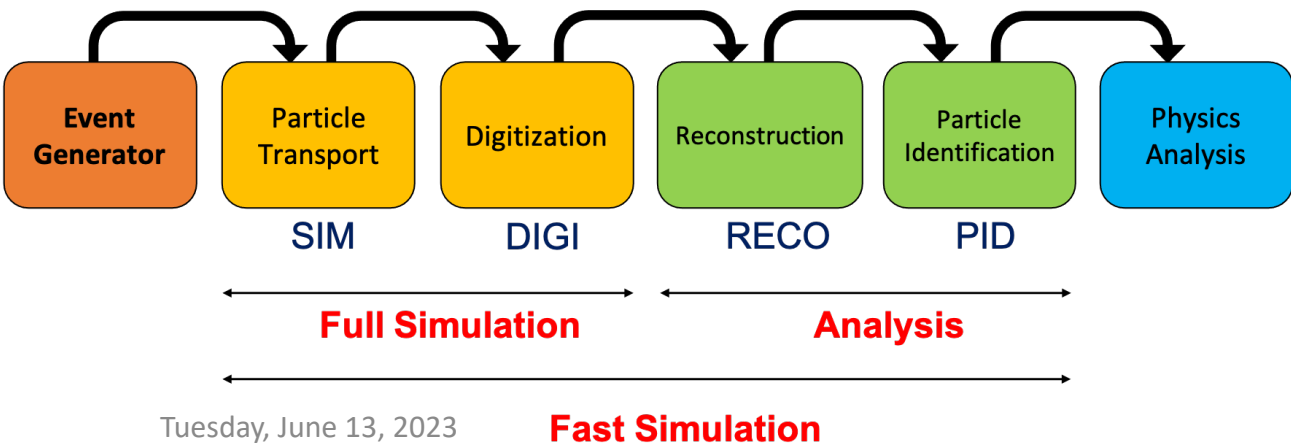 Event
Generator
Particle
Transport
Digitization
Reconstruction
Particle
Identification
Physics
Analysis
SIM
DIGI
RECO
PID
Full Simulation
Analysis
Tuesday, June 13, 2023
Fast Simulation